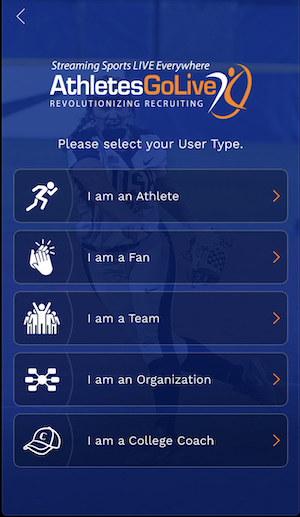 Streaming Sports LIVE Everywhere
AthletesGoLive
REVOLUTIONIZING RECRUITING
Please select your User Type.
I am an Athlete
I am a Fan
I am a Team
I am an Organization
C
I am a College Coach